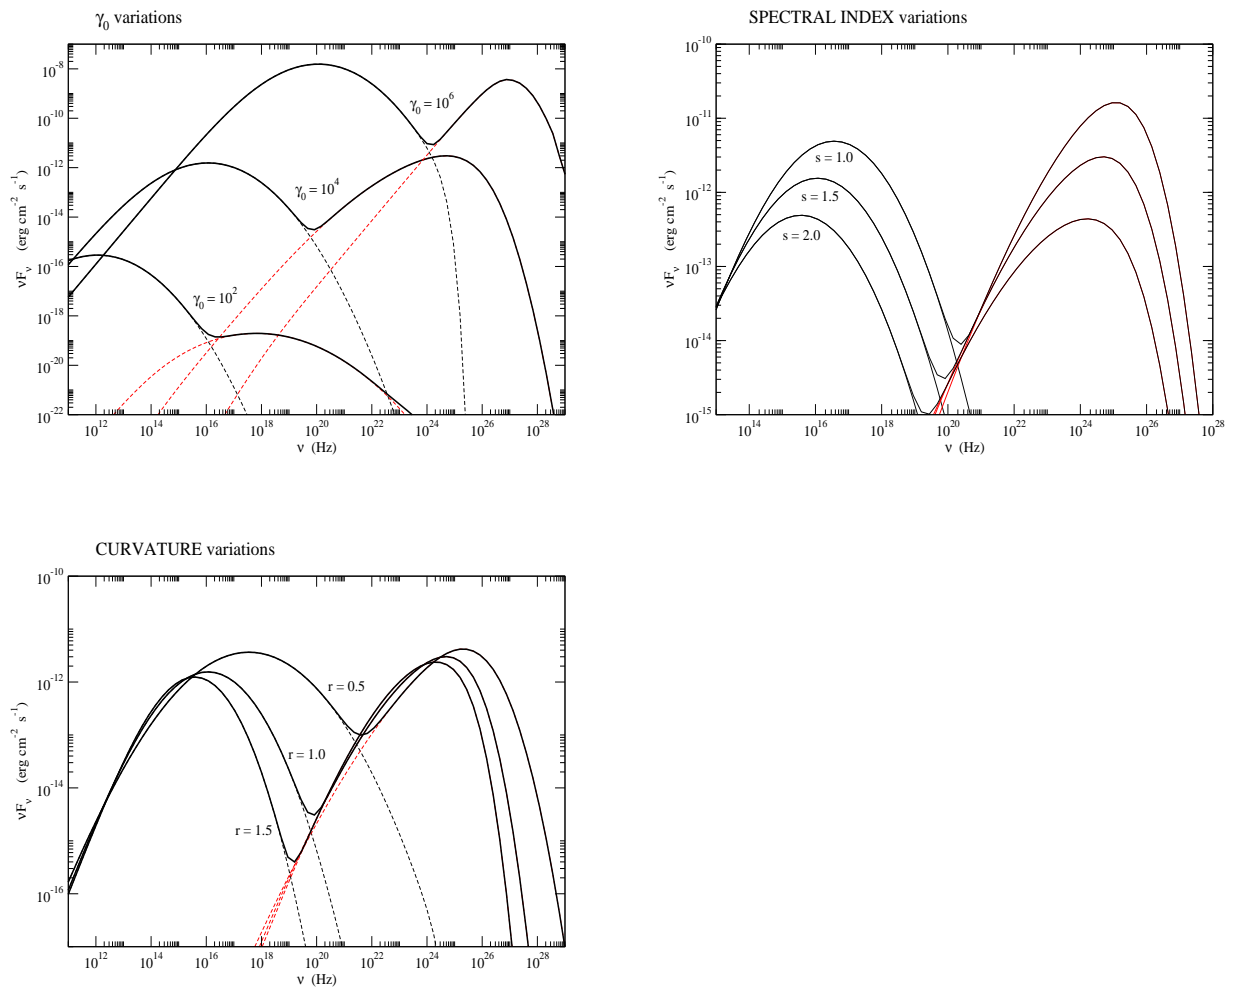 γ₀ variations
10⁻⁸
10⁻¹⁰
10⁻¹²
10⁻¹⁴
10⁻¹⁶
10⁻¹⁸
10⁻²⁰
10⁻²²
νFν (erg cm⁻² s⁻¹)
γ₀ = 10⁶
γ₀ = 10⁴
γ₀ = 10²
10¹² 10¹⁴ 10¹⁶ 10¹⁸ 10²⁰ 10²² 10²⁴ 10²⁶ 10²⁸
ν (Hz)
SPECTRAL INDEX variations
10⁻¹⁰
10⁻¹¹
10⁻¹²
10⁻¹³
10⁻¹⁴
10⁻¹⁵
νFν (erg cm⁻² s⁻¹)
s = 1.0
s = 1.5
s = 2.0
10¹⁴ 10¹⁶ 10¹⁸ 10²⁰ 10²² 10²⁴ 10²⁶ 10²⁸
ν (Hz)
CURVATURE variations
10⁻¹⁰
10⁻¹²
10⁻¹⁴
10⁻¹⁶
νFν (erg cm⁻² s⁻¹)
r = 0.5
r = 1.0
r = 1.5
10¹² 10¹⁴ 10¹⁶ 10¹⁸ 10²⁰ 10²² 10²⁴ 10²⁶ 10²⁸
ν (Hz)